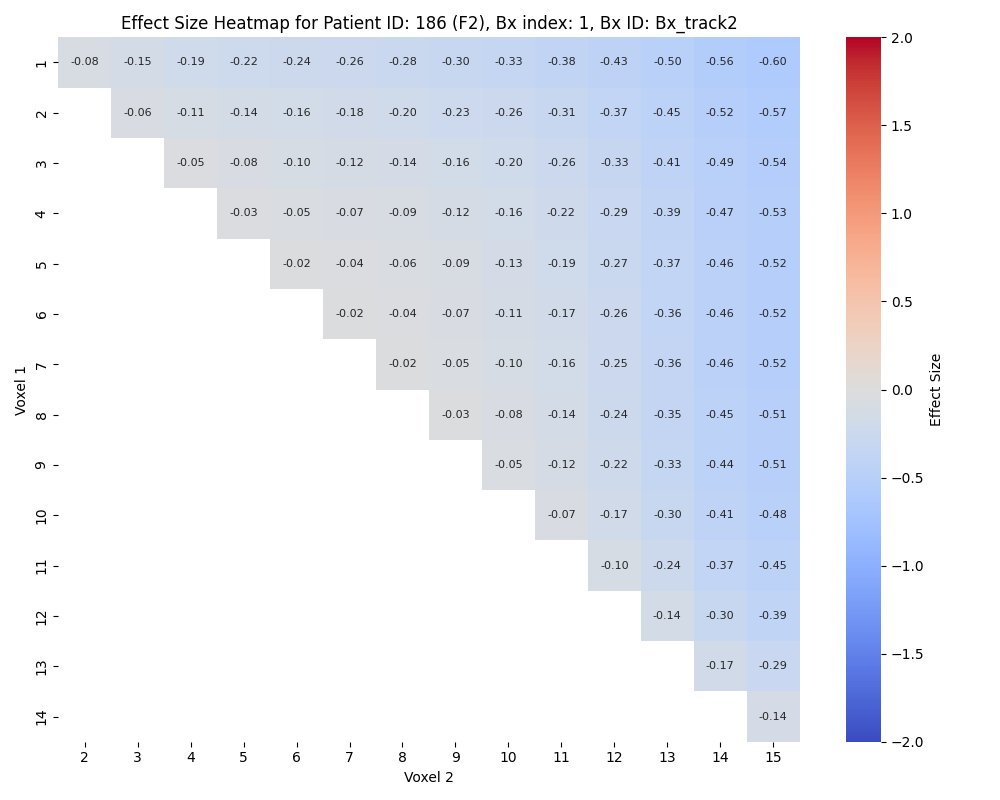 Effect Size Heatmap for Patient ID: 186 (F2), Bx index: 1, Bx ID: Bx_track2
1 -0.08 -0.15 -0.19 -0.22 -0.24 -0.26 -0.28 -0.30 -0.33 -0.38 -0.43 -0.50 -0.56 -0.60
2 -0.06 -0.11 -0.14 -0.16 -0.18 -0.20 -0.23 -0.26 -0.31 -0.37 -0.45 -0.52 -0.57
3 -0.05 -0.08 -0.10 -0.12 -0.14 -0.16 -0.20 -0.26 -0.33 -0.41 -0.49 -0.54
4 -0.03 -0.05 -0.07 -0.09 -0.12 -0.16 -0.22 -0.29 -0.39 -0.47 -0.53
5 -0.02 -0.04 -0.06 -0.09 -0.13 -0.19 -0.27 -0.37 -0.46 -0.52
6 -0.02 -0.04 -0.07 -0.11 -0.17 -0.26 -0.36 -0.46 -0.52
7 -0.02 -0.05 -0.10 -0.16 -0.25 -0.36 -0.46 -0.52
8 -0.03 -0.08 -0.14 -0.24 -0.35 -0.45 -0.51
9 -0.05 -0.12 -0.22 -0.33 -0.44 -0.51
10 -0.07 -0.17 -0.30 -0.41 -0.48
11 -0.10 -0.24 -0.37 -0.45
12 -0.14 -0.30 -0.39
13 -0.17 -0.29
14 -0.14
2 3 4 5 6 7 8 9 10 11 12 13 14 15
Voxel 2
Voxel 1
2.0
1.5
1.0
0.5
0.0
−0.5
−1.0
−1.5
−2.0
Effect Size